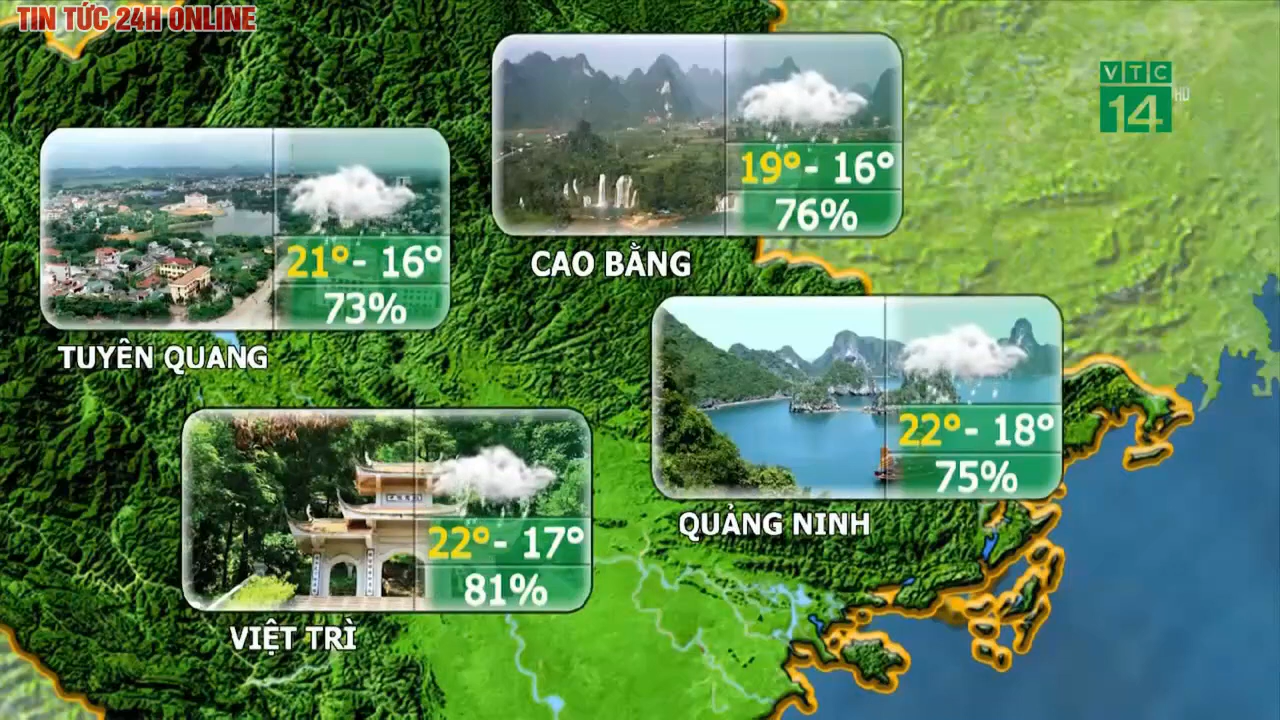 TIN TỨC 24H ONLINE
VTC
14
HD
19°- 16°
76%
CAO BẰNG
21°- 16°
73%
TUYÊN QUANG
22°- 18°
75%
QUẢNG NINH
22°- 17°
81%
VIỆT TRÌ